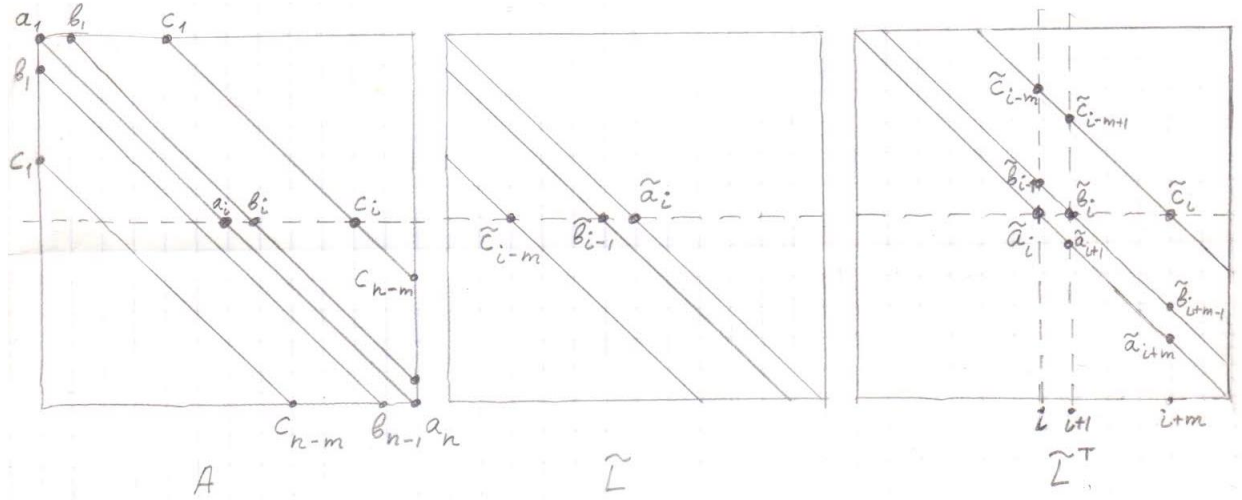 a₁ b₁ c₁
b₁
c₁
aᵢ bᵢ cᵢ
cₙ₋ₘ
cₙ₋ₘ bₙ₋₁ aₙ
A
ãᵢ
c̃ᵢ₋ₘ b̃ᵢ₋₁
L̃
c̃ᵢ₋ₘ c̃ᵢ₋ₘ₊₁
b̃ᵢ₋₁ b̃ᵢ c̃ᵢ
ãᵢ ãᵢ₊₁
b̃ᵢ₊ₘ₋₁
ãᵢ₊ₘ
i i+1 i+m
L̃ᵀ